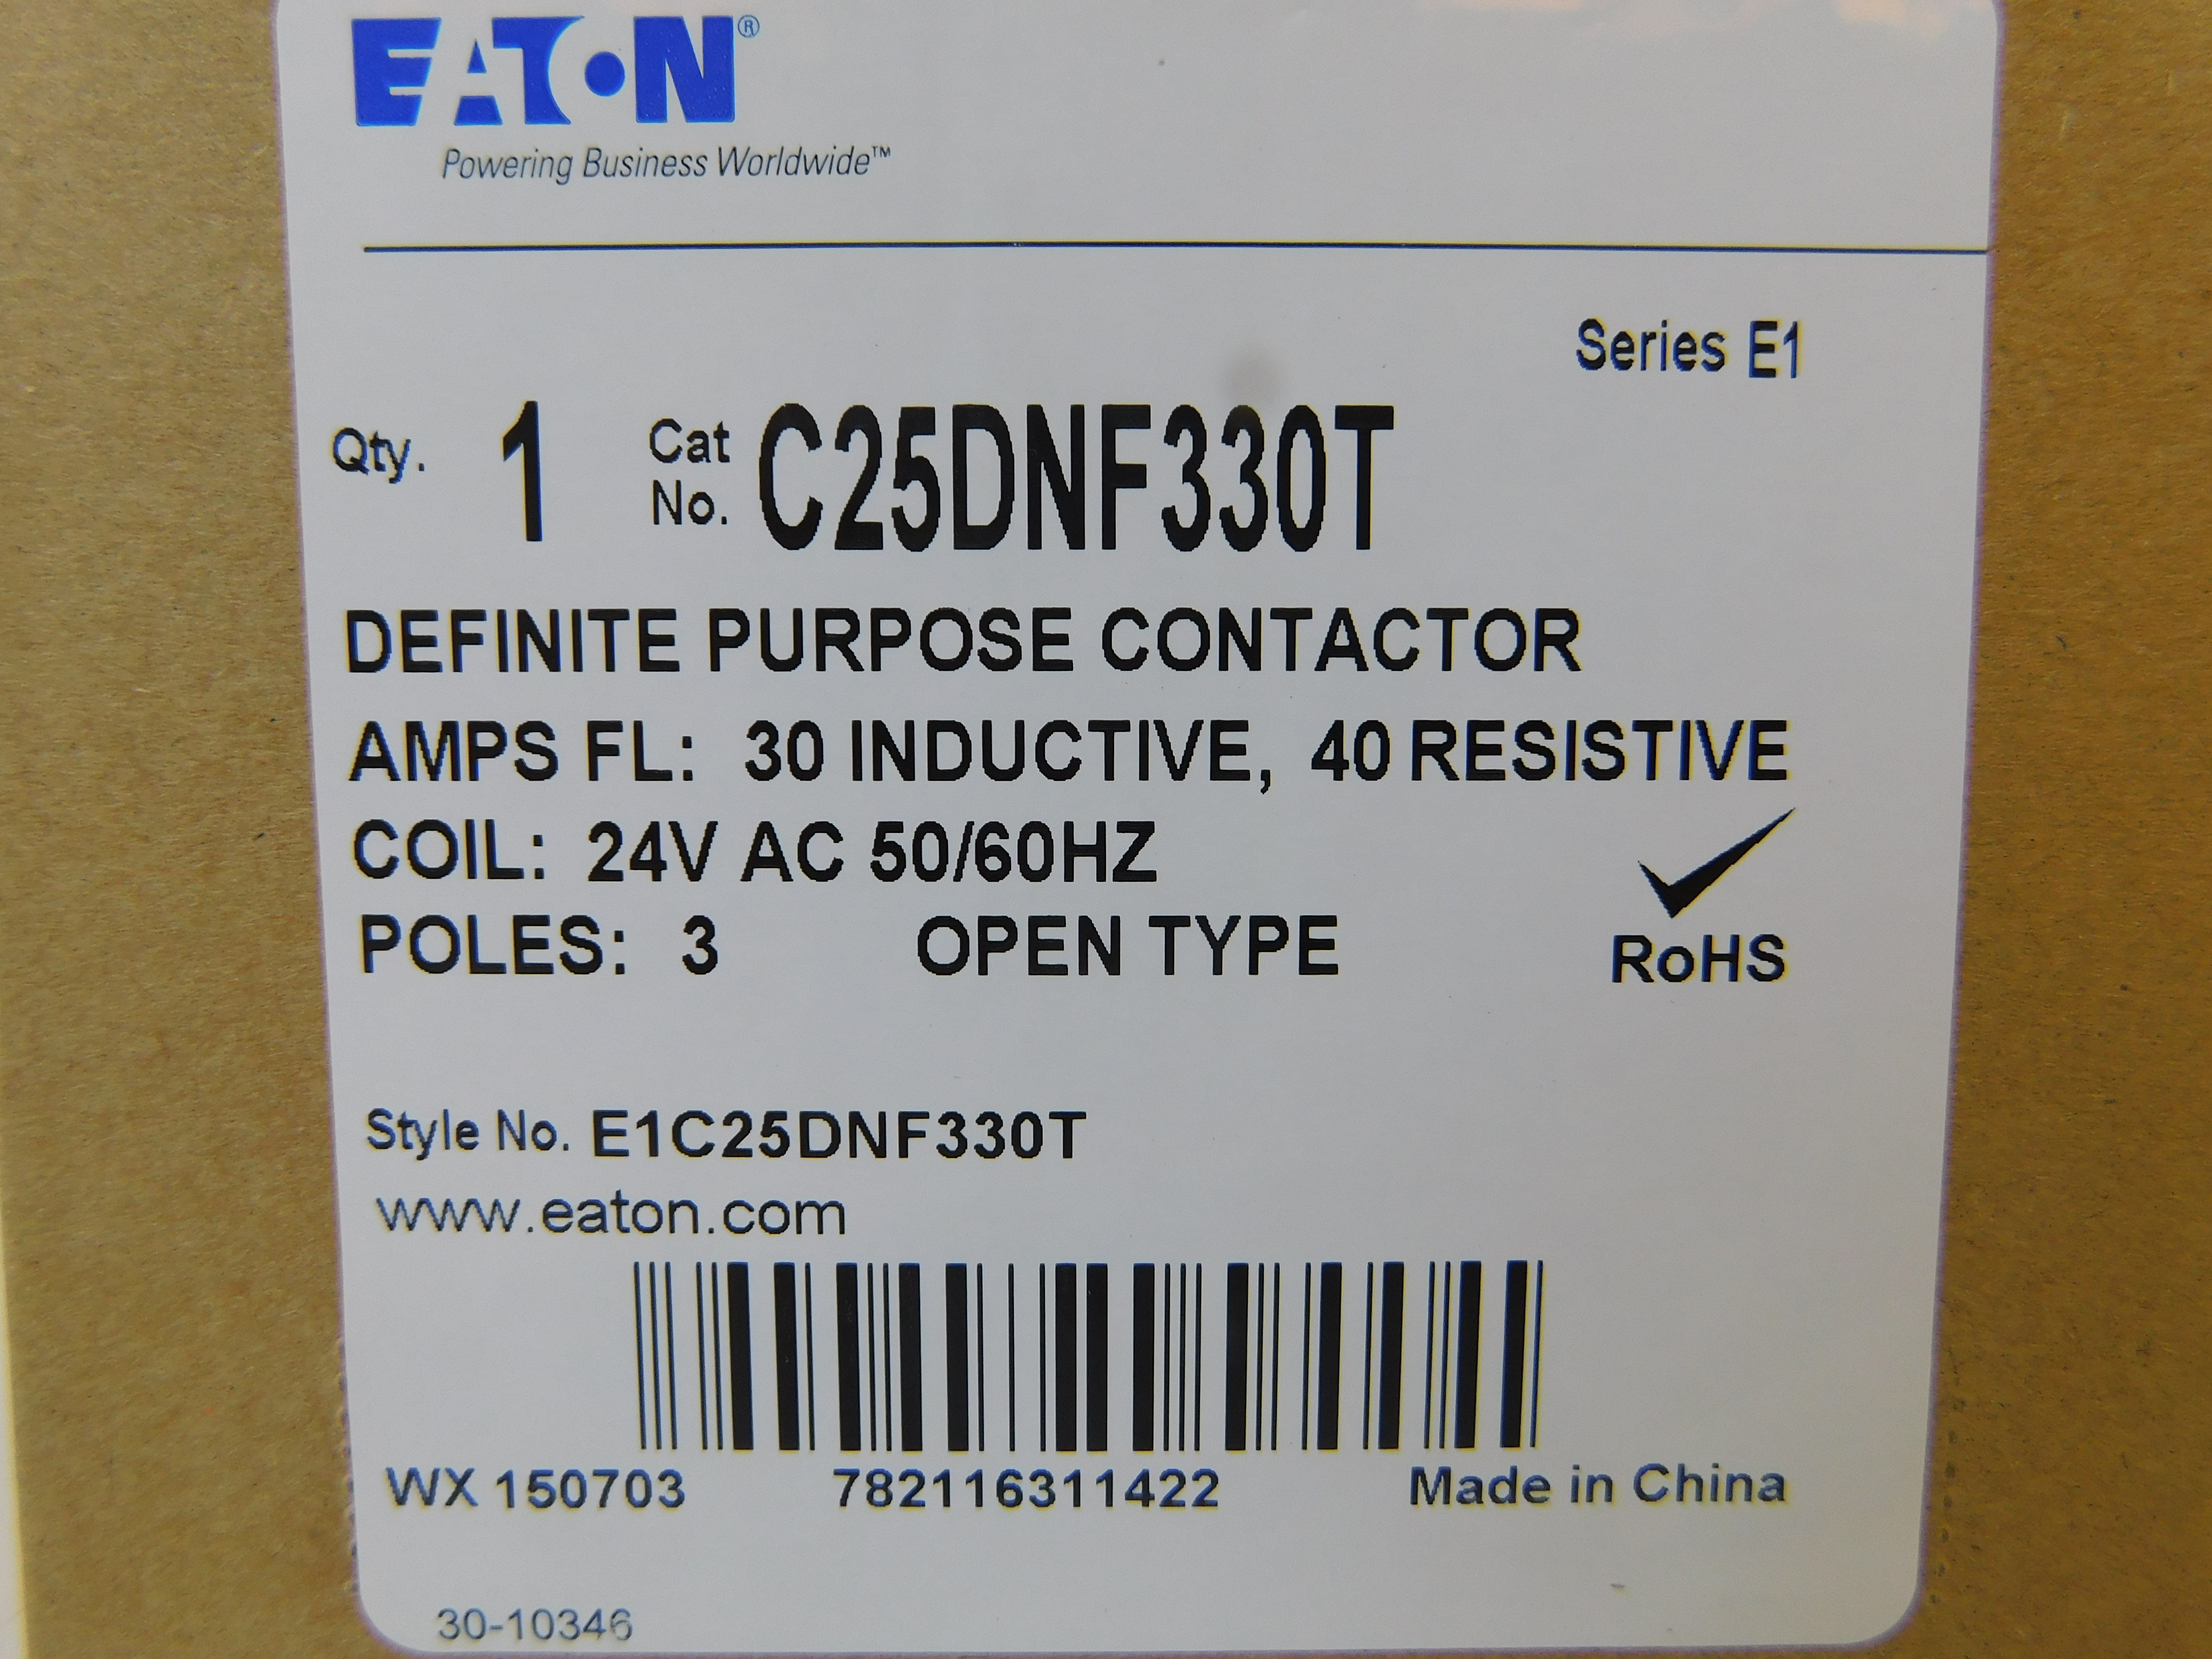 EATON®
Powering Business Worldwide™
Series E1
Qty. 1 Cat No. C25DNF330T
DEFINITE PURPOSE CONTACTOR
AMPS FL: 30 INDUCTIVE, 40 RESISTIVE
COIL: 24V AC 50/60HZ
POLES: 3 OPEN TYPE
RoHS
Style No. E1C25DNF330T
www.eaton.com
WX 150703 782116311422 Made in China
30-10346